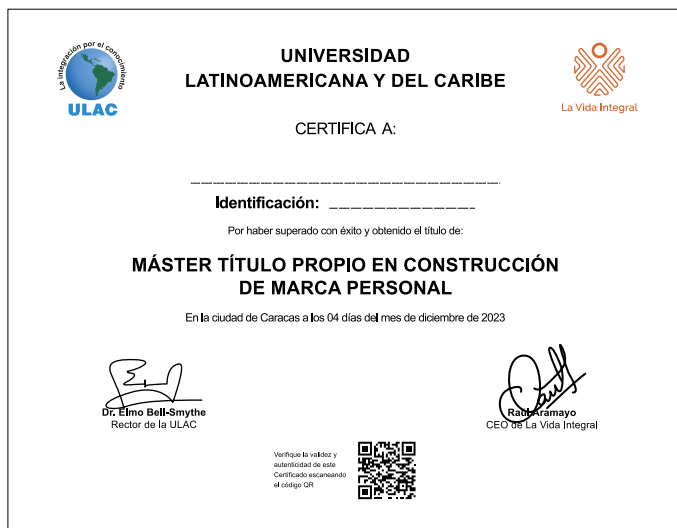 La integración por el conocimiento
ULAC
UNIVERSIDAD
LATINOAMERICANA Y DEL CARIBE
La Vida Integral
CERTIFICA A:
Identificación:
Por haber superado con éxito y obtenido el título de:
MÁSTER TÍTULO PROPIO EN CONSTRUCCIÓN
DE MARCA PERSONAL
En la ciudad de Caracas a los 04 días del mes de diciembre de 2023
Dr. Elmo Bell-Smythe
Rector de la ULAC
Raúl Aramayo
CEO de La Vida Integral
Verifique la validez y
autenticidad de este
Certificado escaneando
el código QR